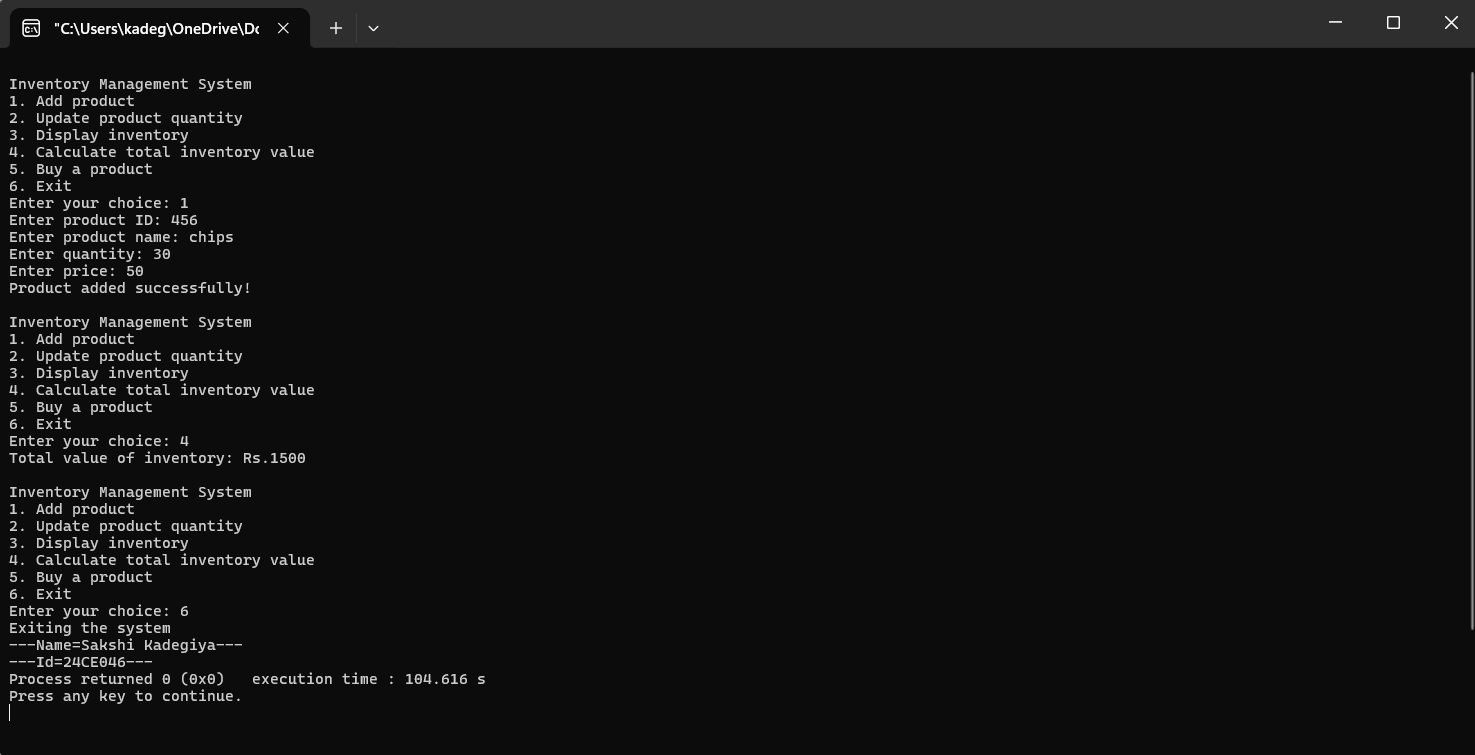 "C:\Users\kadeg\OneDrive\Do
Inventory Management System
1. Add product
2. Update product quantity
3. Display inventory
4. Calculate total inventory value
5. Buy a product
6. Exit
Enter your choice: 1
Enter product ID: 456
Enter product name: chips
Enter quantity: 30
Enter price: 50
Product added successfully!
Inventory Management System
1. Add product
2. Update product quantity
3. Display inventory
4. Calculate total inventory value
5. Buy a product
6. Exit
Enter your choice: 4
Total value of inventory: Rs.1500
Inventory Management System
1. Add product
2. Update product quantity
3. Display inventory
4. Calculate total inventory value
5. Buy a product
6. Exit
Enter your choice: 6
Exiting the system
---Name=Sakshi Kadegiya---
---Id=24CE046---
Process returned 0 (0x0)   execution time : 104.616 s
Press any key to continue.